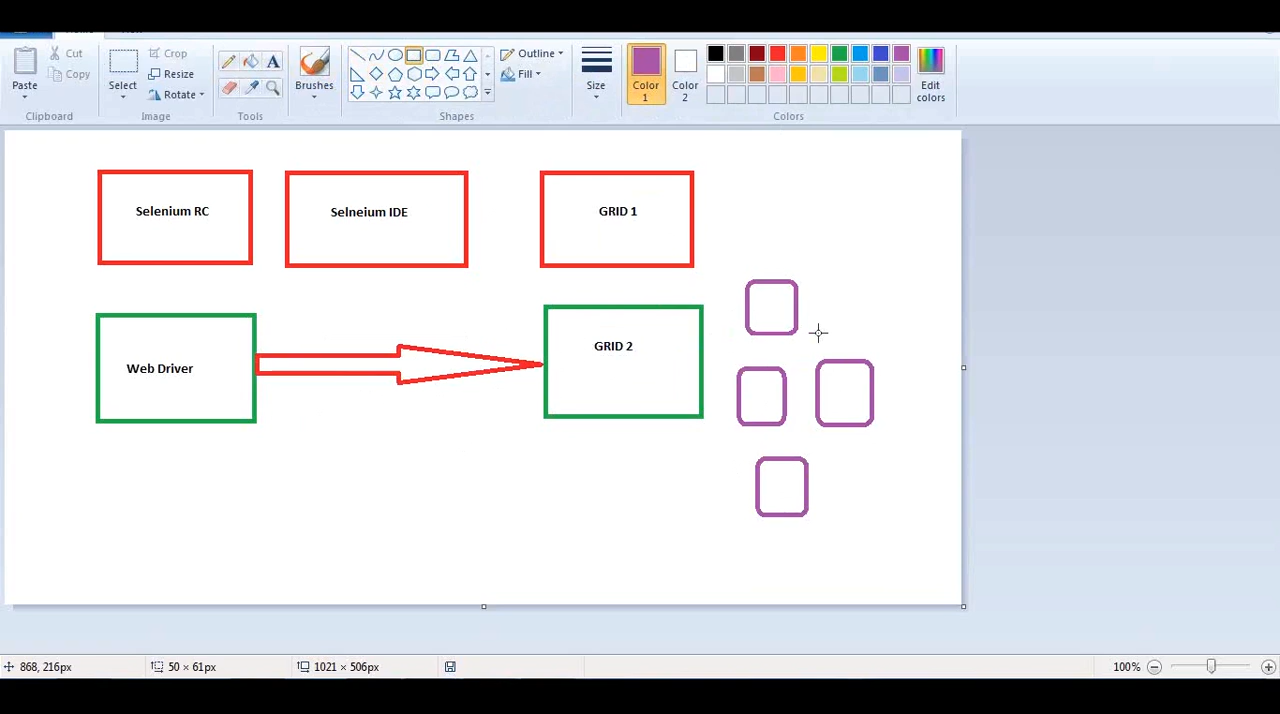 Cut
Copy
Paste
Clipboard
Select
Crop
Resize
Rotate
Image
A
Tools
Brushes
Shapes
Outline
Fill
Size
Color 1
Color 2
Edit colors
Colors
Selenium RC
Selneium IDE
GRID 1
Web Driver
GRID 2
868, 216px
50 × 61px
1021 × 506px
100%